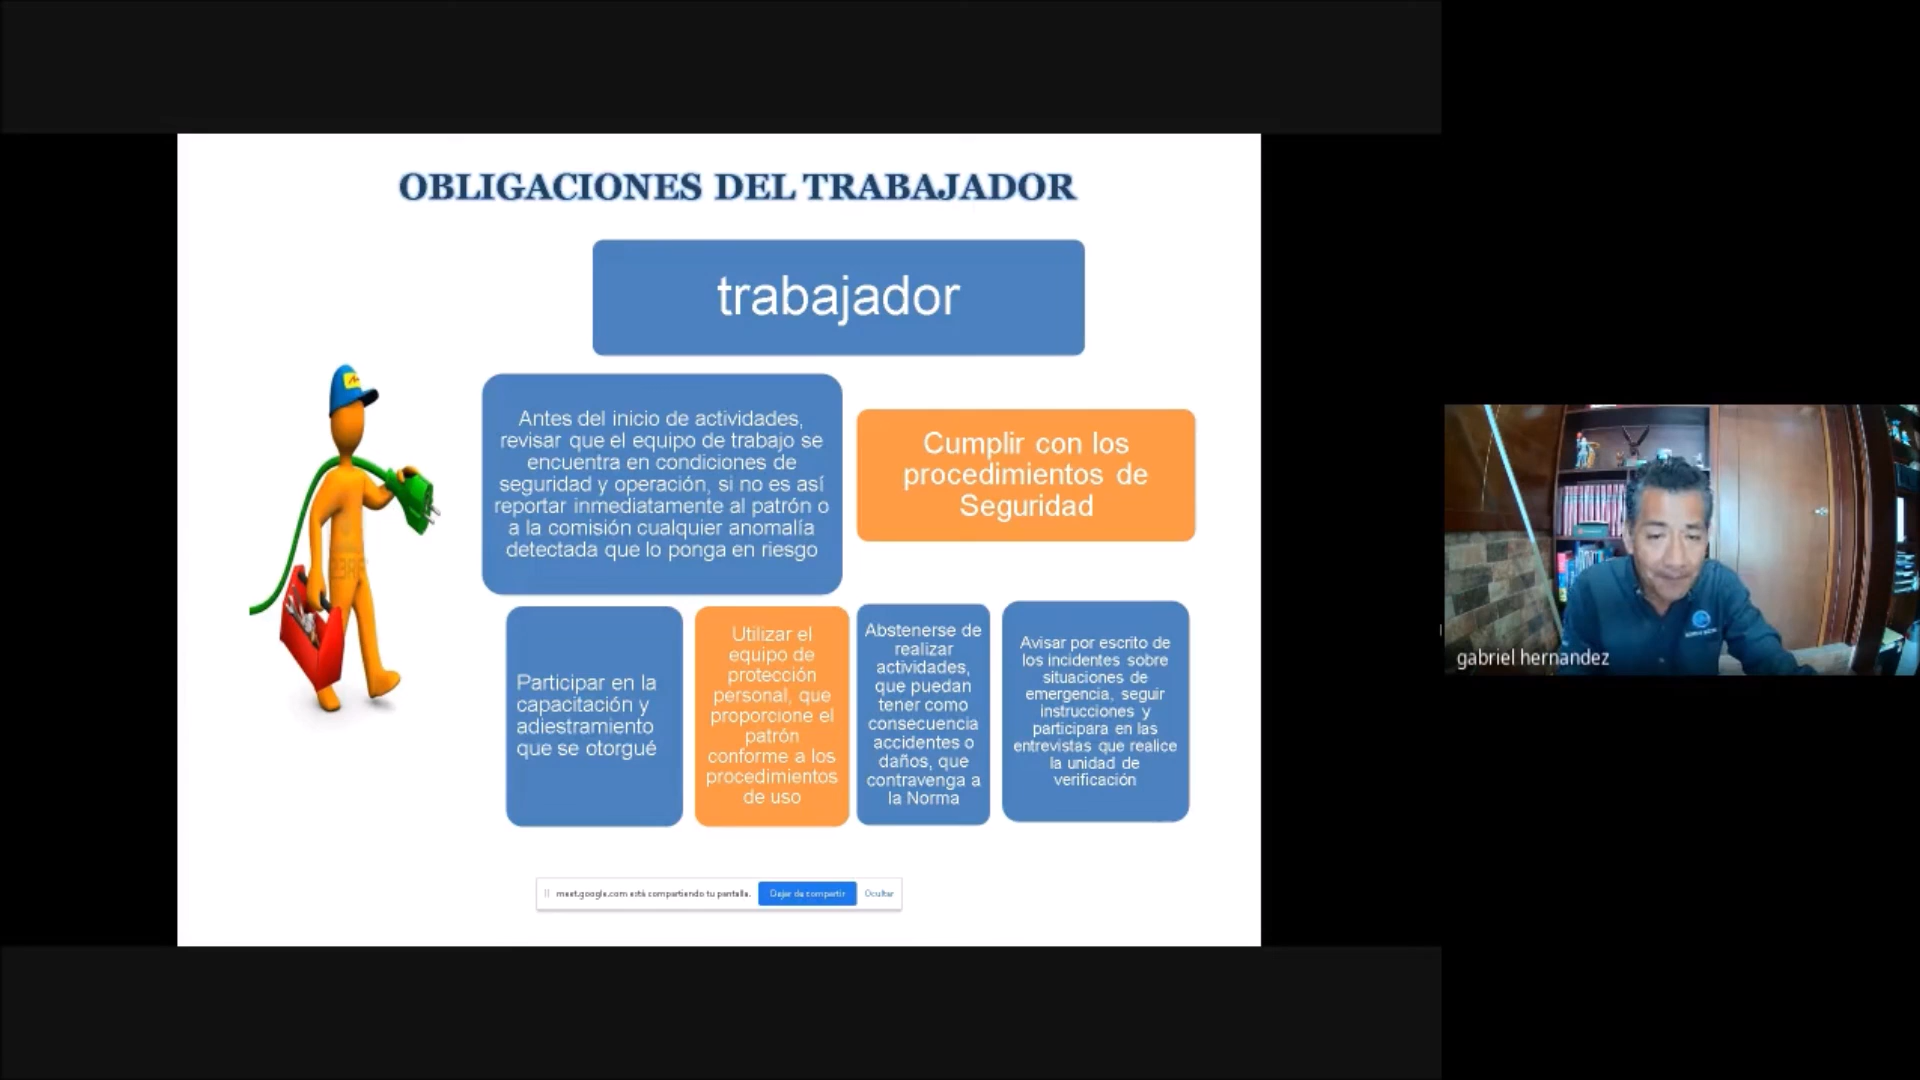 OBLIGACIONES DEL TRABAJADOR
trabajador
Antes del inicio de actividades,
revisar que el equipo de trabajo se
encuentra en condiciones de
seguridad y operación, si no es así
reportar inmediatamente al patrón o
a la comisión cualquier anomalía
detectada que lo ponga en riesgo
Cumplir con los
procedimientos de
Seguridad
Participar en la
capacitación y
adiestramiento
que se otorgué
Utilizar el
equipo de
protección
personal, que
proporcione el
patrón
conforme a los
procedimientos
de uso
Abstenerse de
realizar
actividades,
que puedan
tener como
consecuencia
accidentes o
daños, que
contravenga a
la Norma
Avisar por escrito de
los incidentes sobre
situaciones de
emergencia, seguir
instrucciones y
participara en las
entrevistas que realice
la unidad de
verificación
meet.google.com está compartiendo tu pantalla.
Dejar de compartir
Ocultar
gabriel hernandez